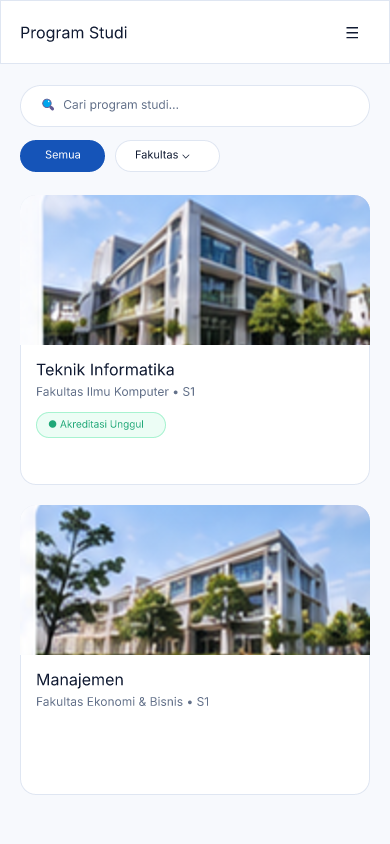 Program Studi
Cari program studi...
Semua
Fakultas
Teknik Informatika
Fakultas Ilmu Komputer • S1
Akreditasi Unggul
Manajemen
Fakultas Ekonomi & Bisnis • S1